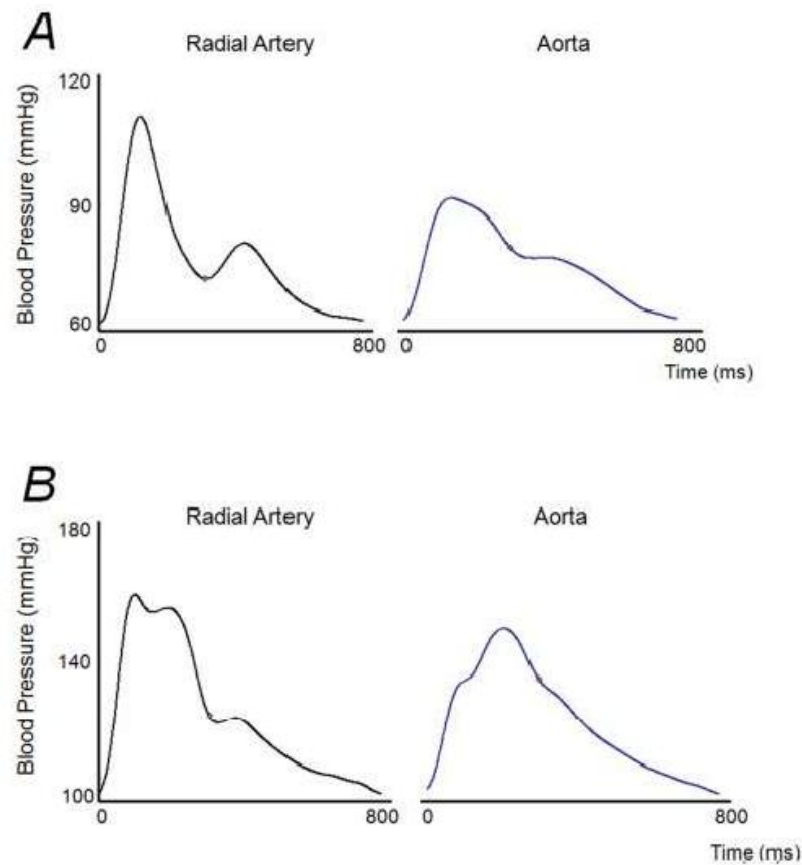 A
Radial Artery
Aorta
Blood Pressure (mmHg)
120
90
60
0
800
0
800
Time (ms)
B
Radial Artery
Aorta
Blood Pressure (mmHg)
180
140
100
0
800
0
800
Time (ms)